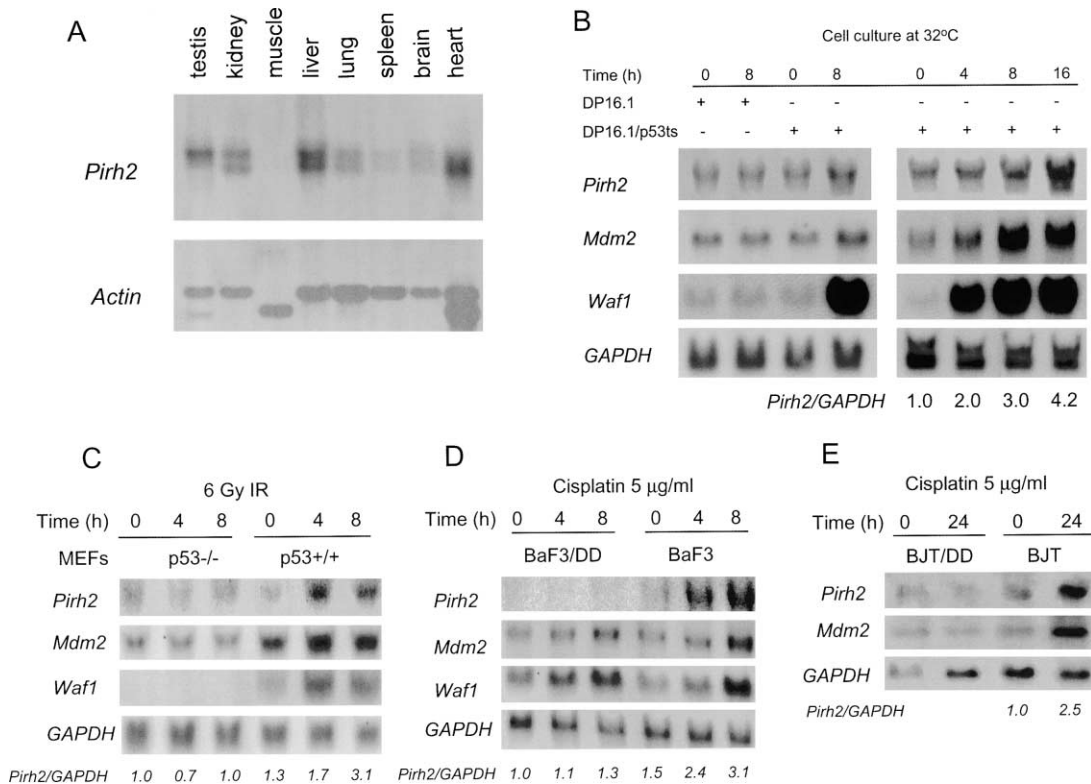 A
testis kidney muscle liver lung spleen brain heart
Pirh2
Actin
B
Cell culture at 32°C
Time (h) 0 8 0 8 0 4 8 16
DP16.1 + + - - - - - -
DP16.1/p53ts - - + + + + + +
Pirh2
Mdm2
Waf1
GAPDH
Pirh2/GAPDH 1.0 2.0 3.0 4.2
C
6 Gy IR
Time (h) 0 4 8 0 4 8
MEFs p53-/- p53+/+
Pirh2
Mdm2
Waf1
GAPDH
Pirh2/GAPDH 1.0 0.7 1.0 1.3 1.7 3.1
D
Cisplatin 5 μg/ml
Time (h) 0 4 8 0 4 8
BaF3/DD BaF3
Pirh2
Mdm2
Waf1
GAPDH
Pirh2/GAPDH 1.0 1.1 1.3 1.5 2.4 3.1
E
Cisplatin 5 μg/ml
Time (h) 0 24 0 24
BJT/DD BJT
Pirh2
Mdm2
GAPDH
Pirh2/GAPDH 1.0 2.5